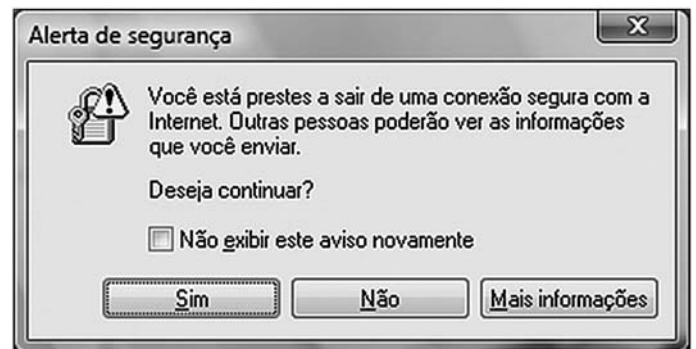 Alerta de segurança
Você está prestes a sair de uma conexão segura com a
Internet. Outras pessoas poderão ver as informações
que você enviar.
Deseja continuar?
Não exibir este aviso novamente
Sim
Não
Mais informações